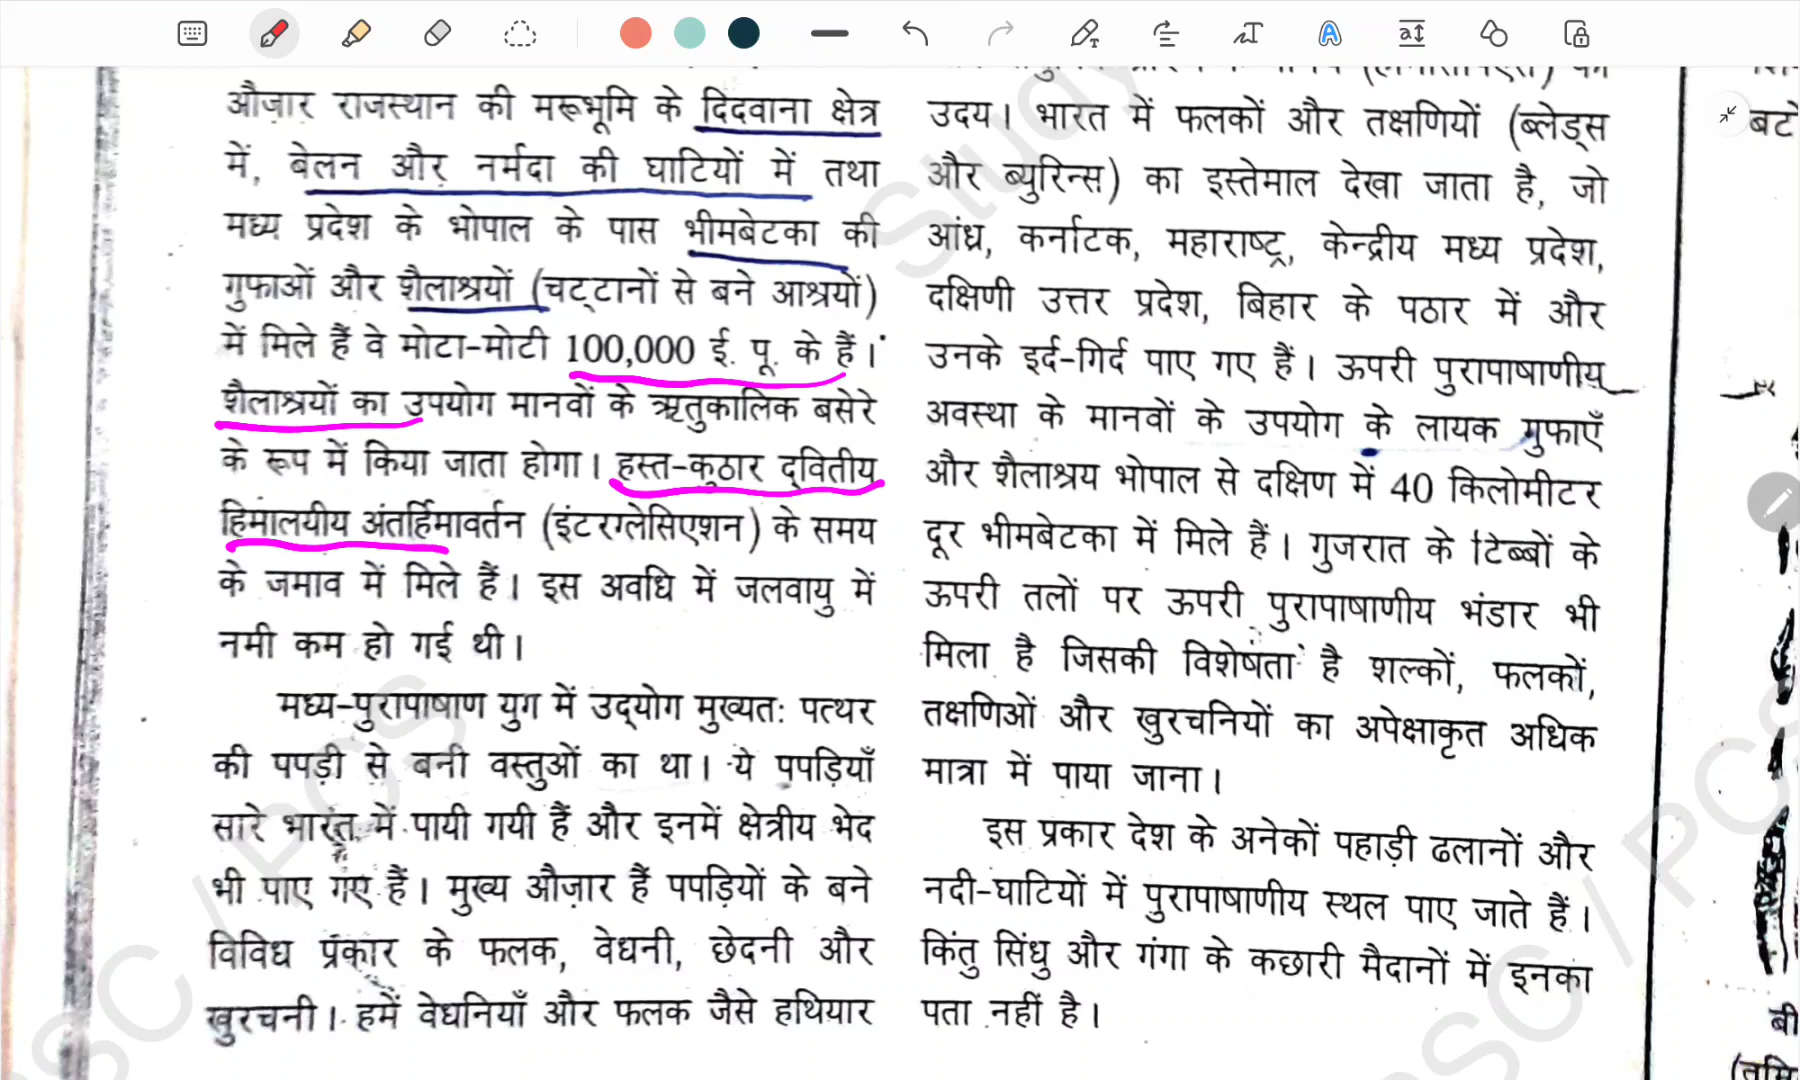 औज़ार राजस्थान की मरूभूमि के दिदवाना क्षेत्र
में, बेलन और नर्मदा की घाटियों में तथा
मध्य प्रदेश के भोपाल के पास भीमबेटका की
गुफाओं और शैलाश्रयों (चट्टानों से बने आश्रयों)
में मिले हैं वे मोटा-मोटी 100,000 ई. पू. के हैं।
शैलाश्रयों का उपयोग मानवों के ऋतुकालिक बसेरे
के रूप में किया जाता होगा। हस्त-कुठार द्वितीय
हिमालयीय अंतर्हिमावर्तन (इंटरग्लेसिएशन) के समय
के जमाव में मिले हैं। इस अवधि में जलवायु में
नमी कम हो गई थी।
मध्य-पुरापाषाण युग में उद्योग मुख्यतः पत्थर
की पपड़ी से बनी वस्तुओं का था। ये पपड़ियाँ
सारे भारत में पायी गयी हैं और इनमें क्षेत्रीय भेद
भी पाए गए हैं। मुख्य औज़ार हैं पपड़ियों के बने
विविध प्रकार के फलक, वेधनी, छेदनी और
खुरचनी। हमें वेधनियाँ और फलक जैसे हथियार
उदय। भारत में फलकों और तक्षणियों (ब्लेड्स
और ब्युरिन्स) का इस्तेमाल देखा जाता है, जो
आंध्र, कर्नाटक, महाराष्ट्र, केन्द्रीय मध्य प्रदेश,
दक्षिणी उत्तर प्रदेश, बिहार के पठार में और
उनके इर्द-गिर्द पाए गए हैं। ऊपरी पुरापाषाणीय
अवस्था के मानवों के उपयोग के लायक गुफाएँ
और शैलाश्रय भोपाल से दक्षिण में 40 किलोमीटर
दूर भीमबेटका में मिले हैं। गुजरात के टिब्बों के
ऊपरी तलों पर ऊपरी पुरापाषाणीय भंडार भी
मिला है जिसकी विशेषता है शल्कों, फलकों,
तक्षणिओं और खुरचनियों का अपेक्षाकृत अधिक
मात्रा में पाया जाना।
इस प्रकार देश के अनेकों पहाड़ी ढलानों और
नदी-घाटियों में पुरापाषाणीय स्थल पाए जाते हैं।
किंतु सिंधु और गंगा के कछारी मैदानों में इनका
पता नहीं है।
बटे
बी
Study
SC / PCS
SC / PCS